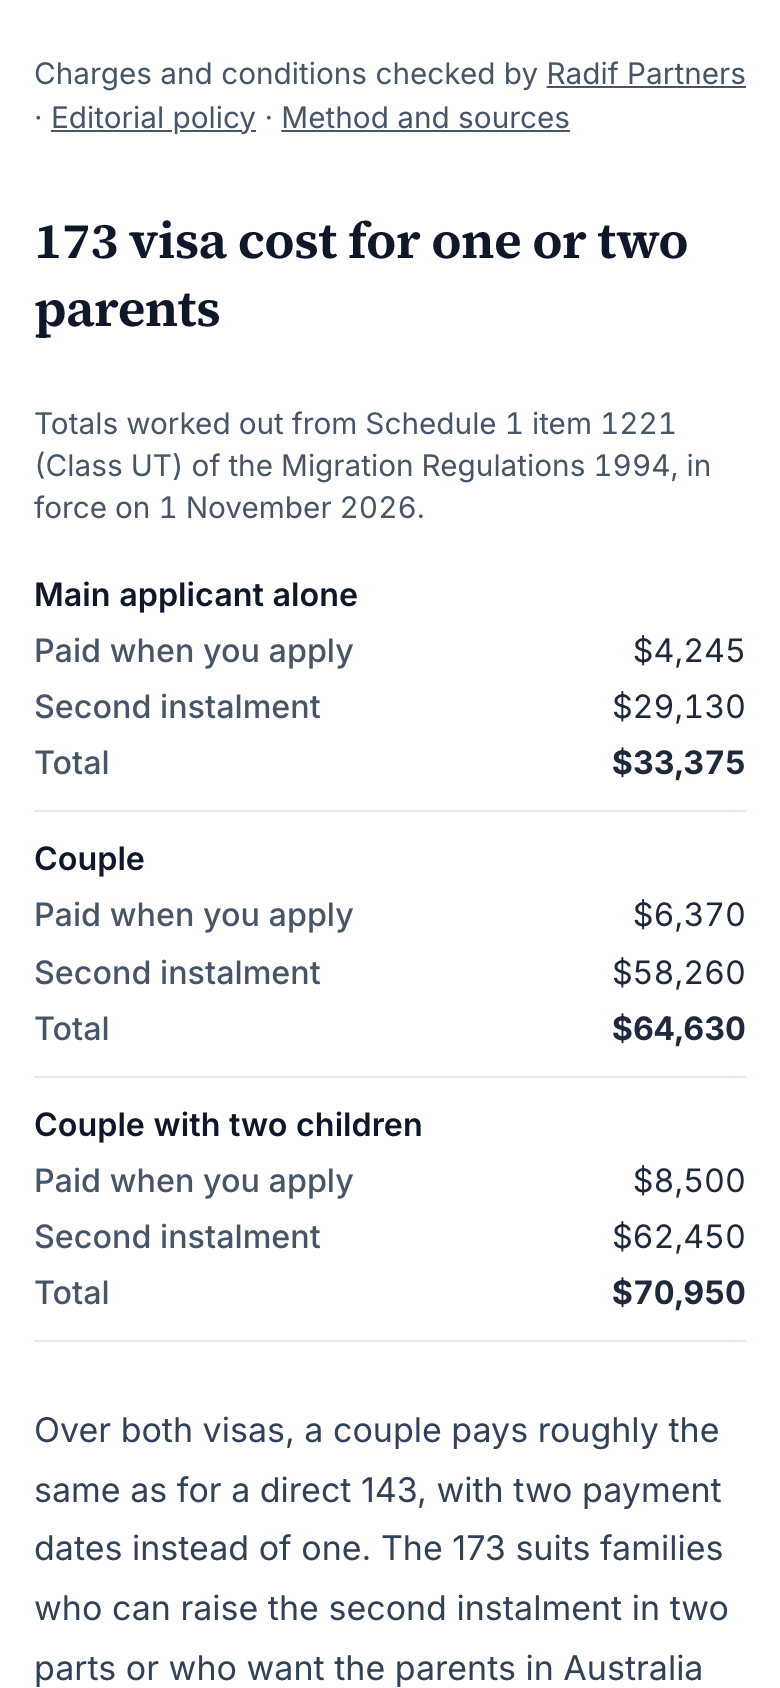 Charges and conditions checked by Radif Partners
· Editorial policy · Method and sources
173 visa cost for one or two
parents
Totals worked out from Schedule 1 item 1221
(Class UT) of the Migration Regulations 1994, in
force on 1 November 2026.
Main applicant alone
Paid when you apply $4,245
Second instalment $29,130
Total $33,375
Couple
Paid when you apply $6,370
Second instalment $58,260
Total $64,630
Couple with two children
Paid when you apply $8,500
Second instalment $62,450
Total $70,950
Over both visas, a couple pays roughly the
same as for a direct 143, with two payment
dates instead of one. The 173 suits families
who can raise the second instalment in two
parts or who want the parents in Australia